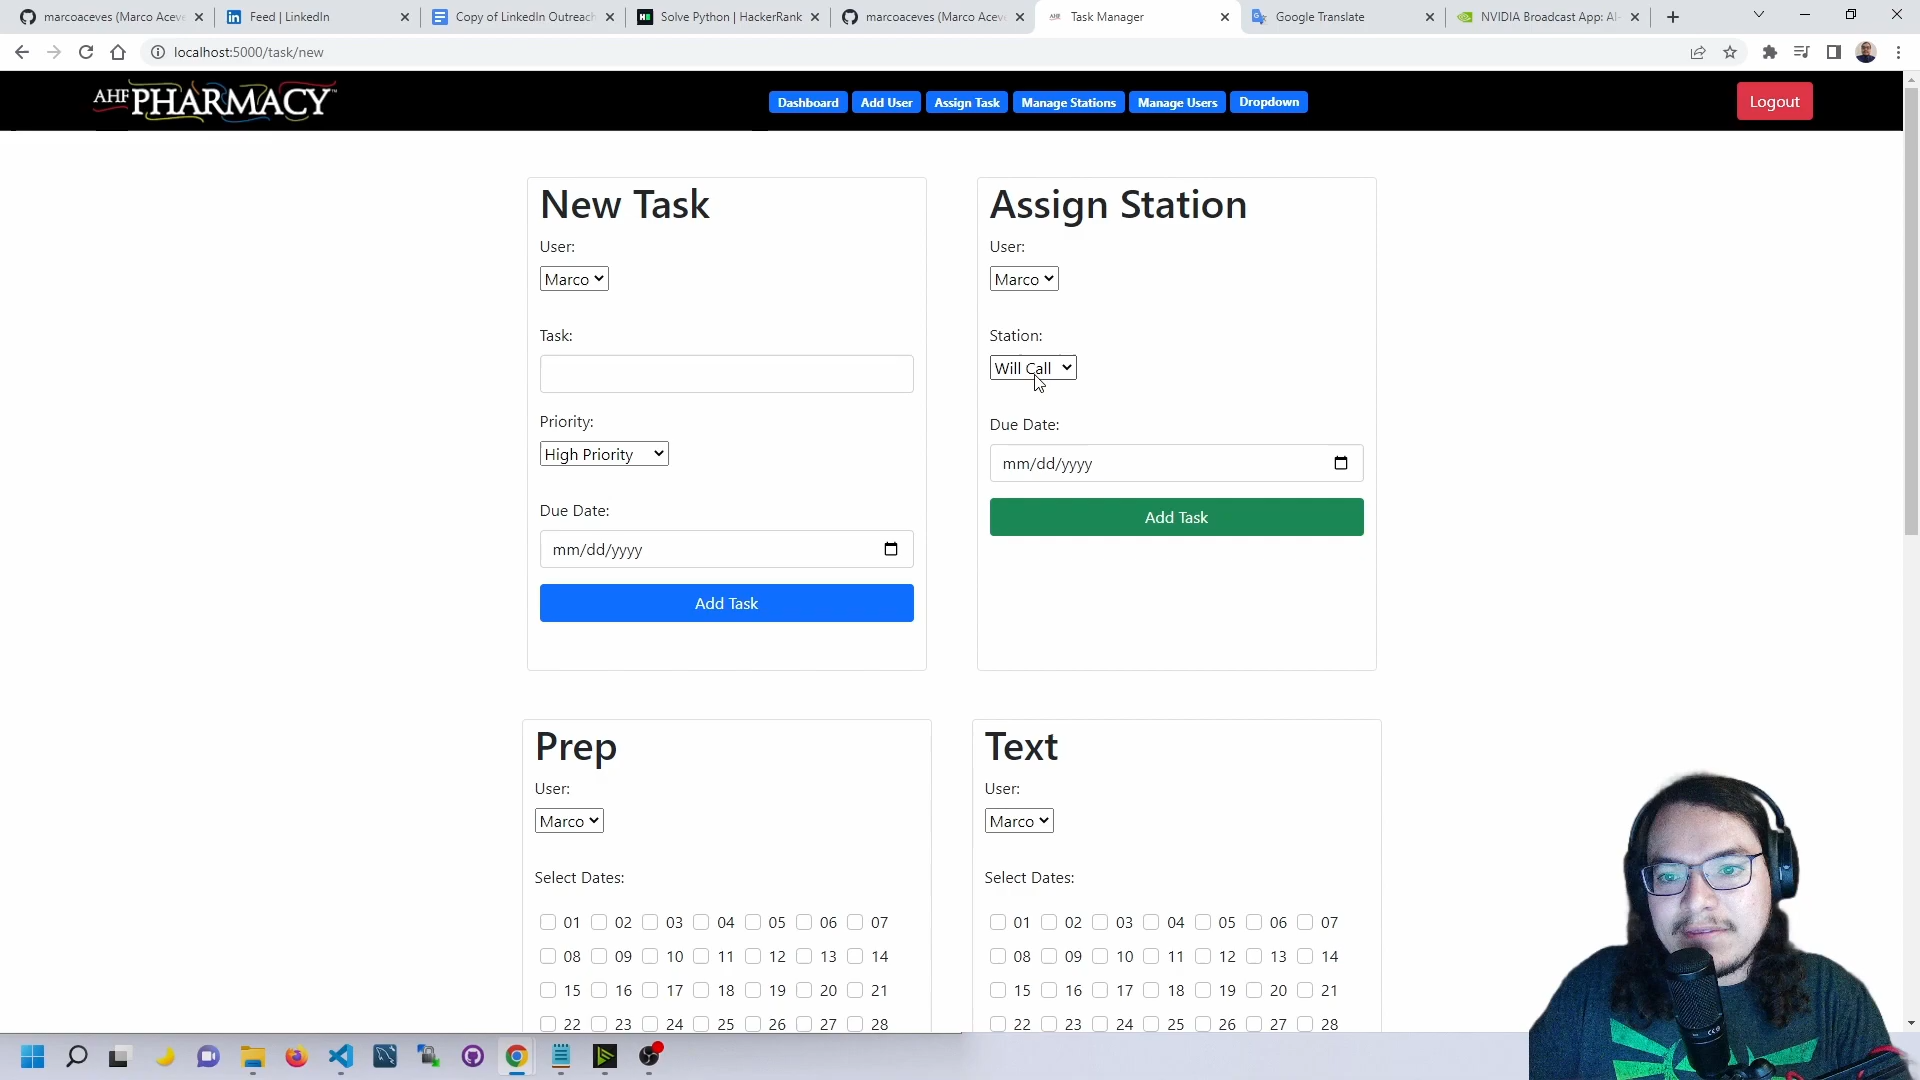 marcoaceves (Marco Aceve
Feed | LinkedIn
Copy of LinkedIn Outreach
Solve Python | HackerRank
marcoaceves (Marco Aceve
Task Manager
Google Translate
NVIDIA Broadcast App: AI-
localhost:5000/task/new
AHF PHARMACY
Dashboard
Add User
Assign Task
Manage Stations
Manage Users
Dropdown
Logout
New Task
User:
Marco
Task:
Priority:
High Priority
Due Date:
mm/dd/yyyy
Add Task
Assign Station
User:
Marco
Station:
Will Call
Due Date:
mm/dd/yyyy
Add Task
Prep
User:
Marco
Select Dates:
01 02 03 04 05 06 07
08 09 10 11 12 13 14
15 16 17 18 19 20 21
22 23 24 25 26 27 28
Text
User:
Marco
Select Dates:
01 02 03 04 05 06 07
08 09 10 11 12 13 14
15 16 17 18 19 20 21
22 23 24 25 26 27 28